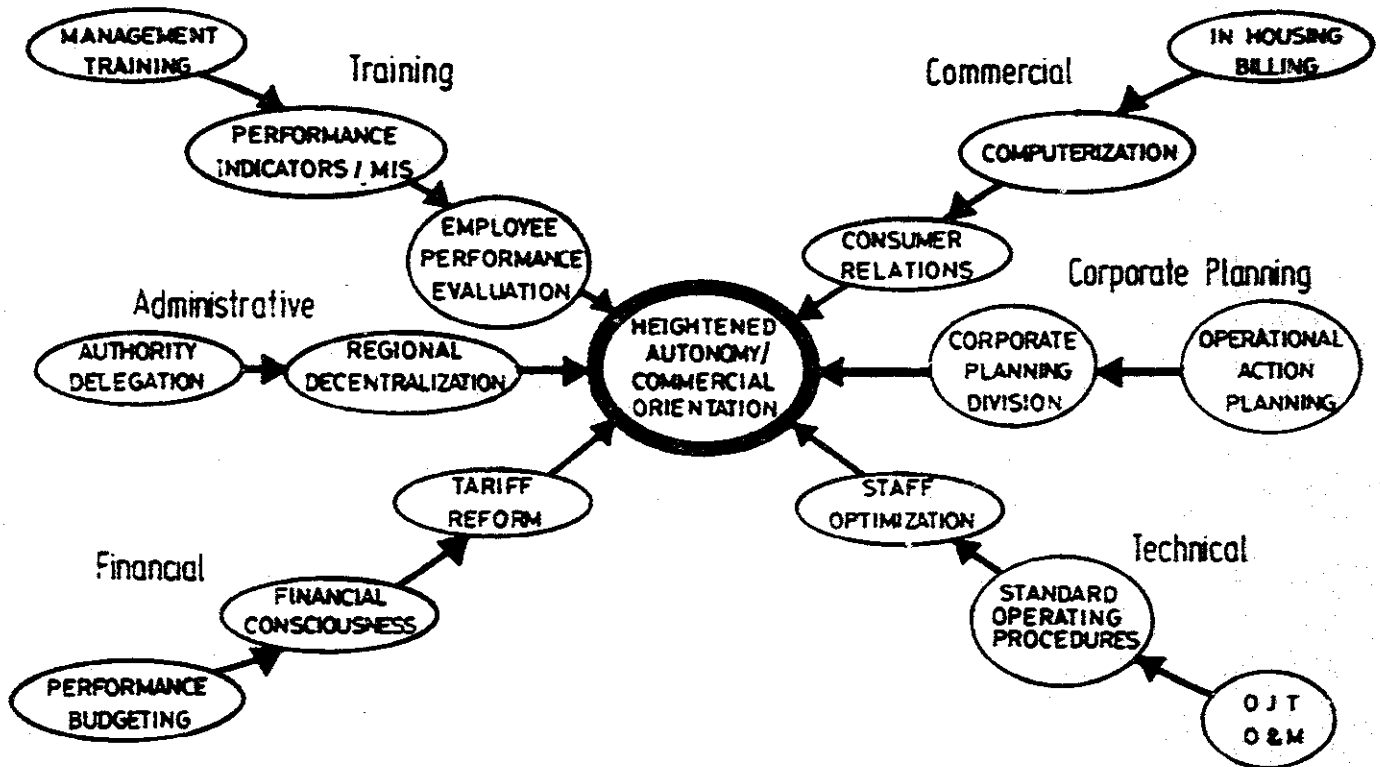 MANAGEMENT
TRAINING
Training
PERFORMANCE
INDICATORS / MIS
EMPLOYEE
PERFORMANCE
EVALUATION
Commercial
IN HOUSING
BILLING
COMPUTERIZATION
CONSUMER
RELATIONS
Administrative
AUTHORITY
DELEGATION
REGIONAL
DECENTRALIZATION
HEIGHTENED
AUTONOMY/
COMMERCIAL
ORIENTATION
Corporate Planning
CORPORATE
PLANNING
DIVISION
OPERATIONAL
ACTION
PLANNING
Financial
TARIFF
REFORM
FINANCIAL
CONSCIOUSNESS
PERFORMANCE
BUDGETING
STAFF
OPTIMIZATION
Technical
STANDARD
OPERATING
PROCEDURES
O J T
O & M